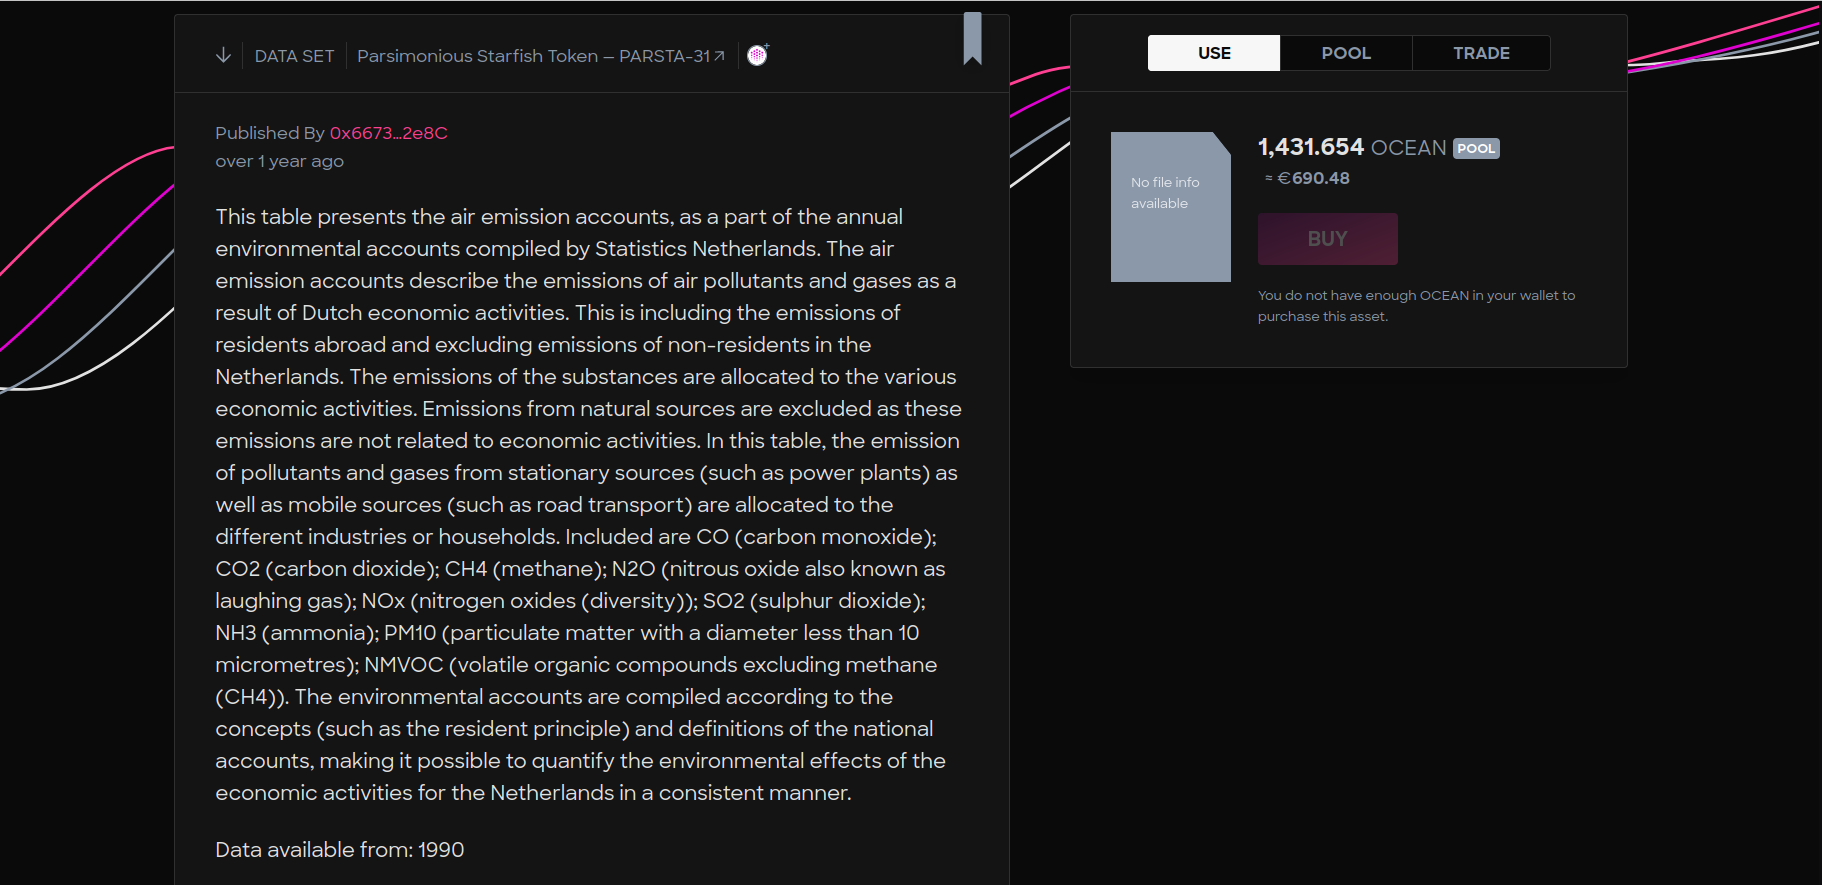 DATA SET
Parsimonious Starfish Token — PARSTA-31
Published By 0x6673…2e8C
over 1 year ago
This table presents the air emission accounts, as a part of the annual
environmental accounts compiled by Statistics Netherlands. The air
emission accounts describe the emissions of air pollutants and gases as a
result of Dutch economic activities. This is including the emissions of
residents abroad and excluding emissions of non-residents in the
Netherlands. The emissions of the substances are allocated to the various
economic activities. Emissions from natural sources are excluded as these
emissions are not related to economic activities. In this table, the emission
of pollutants and gases from stationary sources (such as power plants) as
well as mobile sources (such as road transport) are allocated to the
different industries or households. Included are CO (carbon monoxide);
CO2 (carbon dioxide); CH4 (methane); N2O (nitrous oxide also known as
laughing gas); NOx (nitrogen oxides (diversity)); SO2 (sulphur dioxide);
NH3 (ammonia); PM10 (particulate matter with a diameter less than 10
micrometres); NMVOC (volatile organic compounds excluding methane
(CH4)). The environmental accounts are compiled according to the
concepts (such as the resident principle) and definitions of the national
accounts, making it possible to quantify the environmental effects of the
economic activities for the Netherlands in a consistent manner.
Data available from: 1990
USE
POOL
TRADE
No file info
available
1,431.654 OCEAN POOL
≈ €690.48
BUY
You do not have enough OCEAN in your wallet to
purchase this asset.